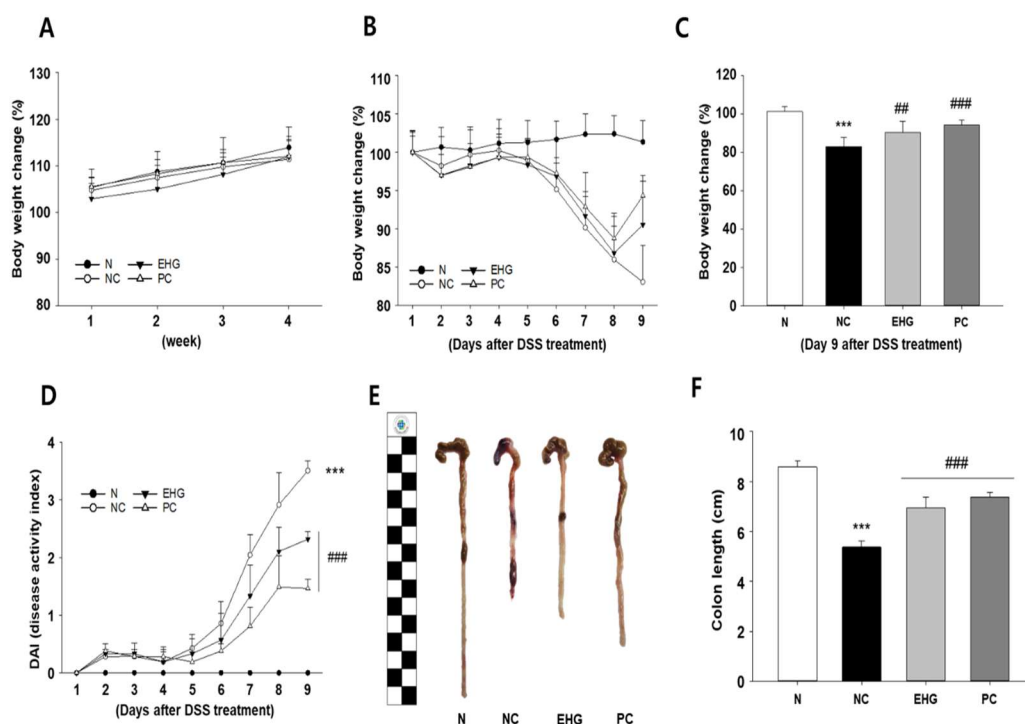 A
Body weight change (%)
130
120
110
100
90
80
N
NC
EHG
PC
1 2 3 4
(week)
B
Body weight change (%)
105
100
95
90
85
80
N
NC
EHG
PC
1 2 3 4 5 6 7 8 9
(Days after DSS treatment)
C
Body weight change (%)
120
100
80
60
40
20
0
***
##
###
N NC EHG PC
(Day 9 after DSS treatment)
D
DAI (disease activity index)
4
3
2
1
0
N
NC
EHG
PC
***
###
1 2 3 4 5 6 7 8 9
(Days after DSS treatment)
E
N NC EHG PC
F
Colon length (cm)
10
8
6
4
2
0
***
###
N NC EHG PC